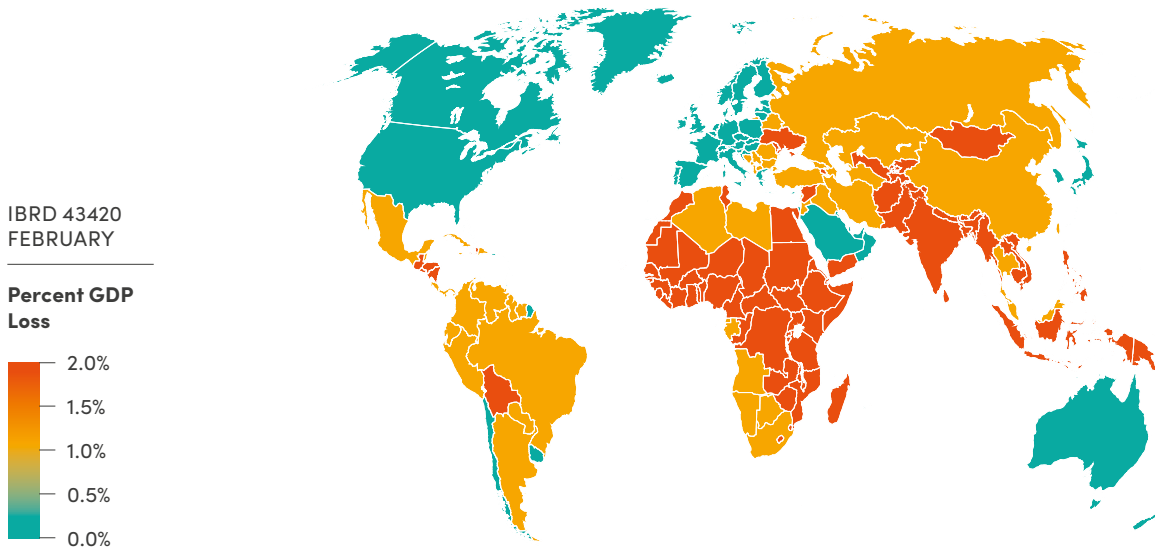 IBRD 43420
FEBRUARY
Percent GDP
Loss
2.0%
1.5%
1.0%
0.5%
0.0%